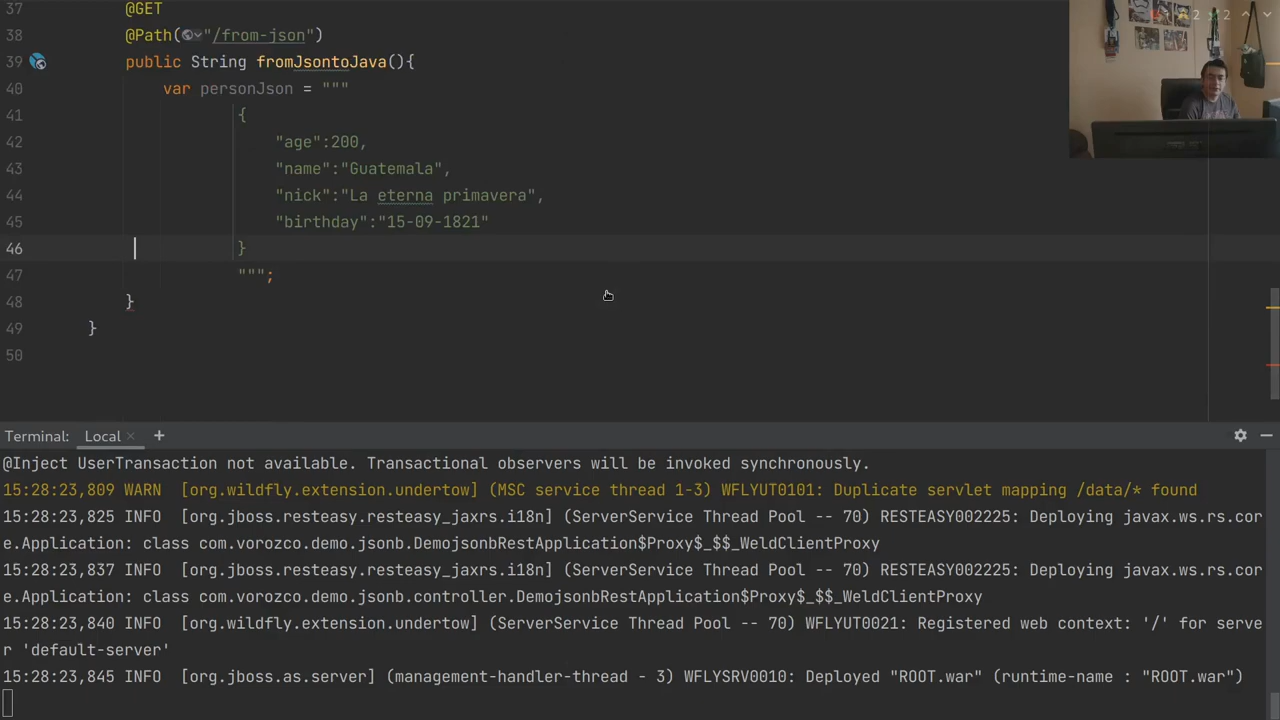 37 @GET
38 @Path("/from-json")
39 public String fromJsontoJava(){
40 var personJson = """
41 {
42 "age":200,
43 "name":"Guatemala",
44 "nick":"La eterna primavera",
45 "birthday":"15-09-1821"
46 }
47 """;
48 }
49 }
50
Terminal: Local × +
@Inject UserTransaction not available. Transactional observers will be invoked synchronously.
15:28:23,809 WARN [org.wildfly.extension.undertow] (MSC service thread 1-3) WFLYUT0101: Duplicate servlet mapping /data/* found
15:28:23,825 INFO [org.jboss.resteasy.resteasy_jaxrs.i18n] (ServerService Thread Pool -- 70) RESTEASY002225: Deploying javax.ws.rs.cor
e.Application: class com.vorozco.demo.jsonb.DemojsonbRestApplication$Proxy$_$$_WeldClientProxy
15:28:23,837 INFO [org.jboss.resteasy.resteasy_jaxrs.i18n] (ServerService Thread Pool -- 70) RESTEASY002225: Deploying javax.ws.rs.cor
e.Application: class com.vorozco.demo.jsonb.controller.DemojsonbRestApplication$Proxy$_$$_WeldClientProxy
15:28:23,840 INFO [org.wildfly.extension.undertow] (ServerService Thread Pool -- 70) WFLYUT0021: Registered web context: '/' for serve
r 'default-server'
15:28:23,845 INFO [org.jboss.as.server] (management-handler-thread - 3) WFLYSRV0010: Deployed "ROOT.war" (runtime-name : "ROOT.war")